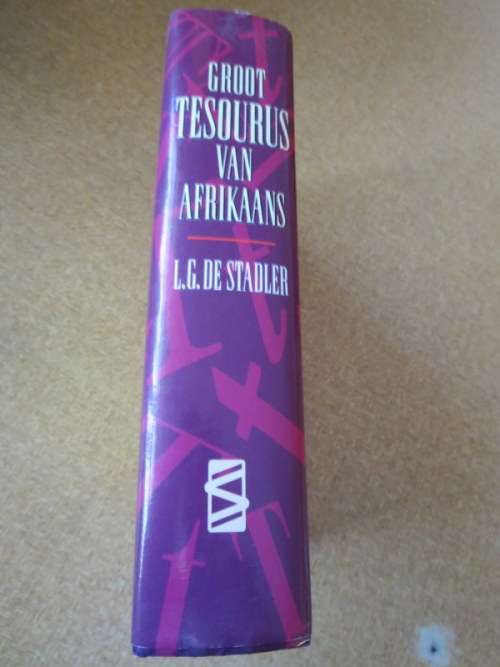 GROOT
TESOURUS
VAN
AFRIKAANS
L.G. DE STADLER